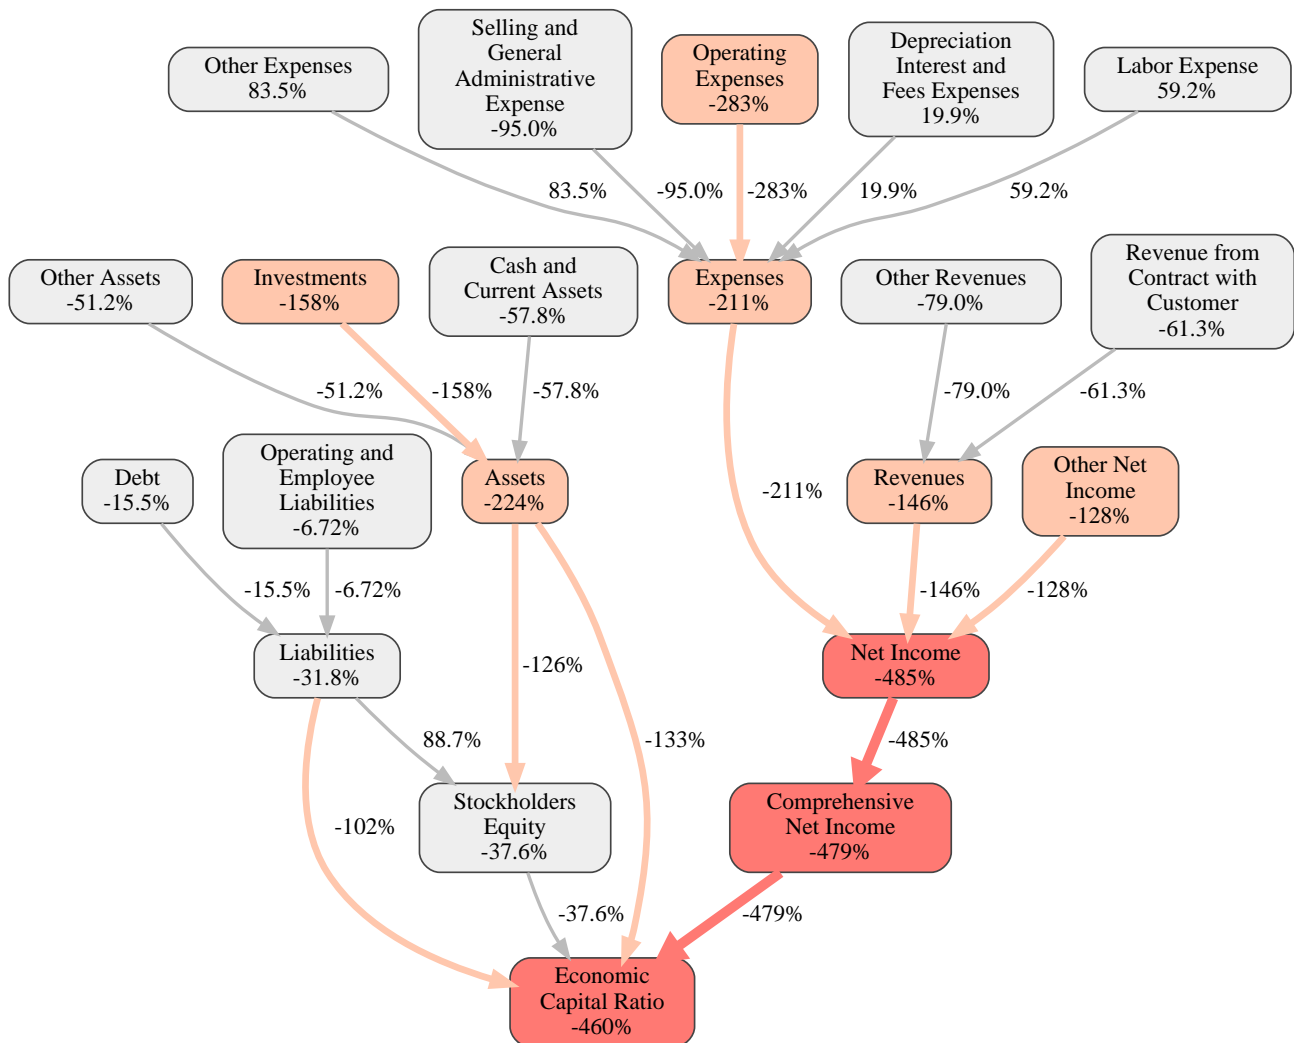 Other Expenses
83.5%
Selling and
General
Administrative
Expense
-95.0%
Operating
Expenses
-283%
Depreciation
Interest and
Fees Expenses
19.9%
Labor Expense
59.2%
83.5%
-95.0%
-283%
19.9%
59.2%
Other Assets
-51.2%
Investments
-158%
Cash and
Current Assets
-57.8%
Expenses
-211%
Other Revenues
-79.0%
Revenue from
Contract with
Customer
-61.3%
-51.2%
-158%
-57.8%
-79.0%
-61.3%
Debt
-15.5%
Operating and
Employee
Liabilities
-6.72%
Assets
-224%
-211%
Revenues
-146%
Other Net
Income
-128%
-15.5%
-6.72%
-146%
-128%
Liabilities
-31.8%
-126%
Net Income
-485%
88.7%
-133%
-485%
-102%
Stockholders
Equity
-37.6%
Comprehensive
Net Income
-479%
-37.6%
-479%
Economic
Capital Ratio
-460%